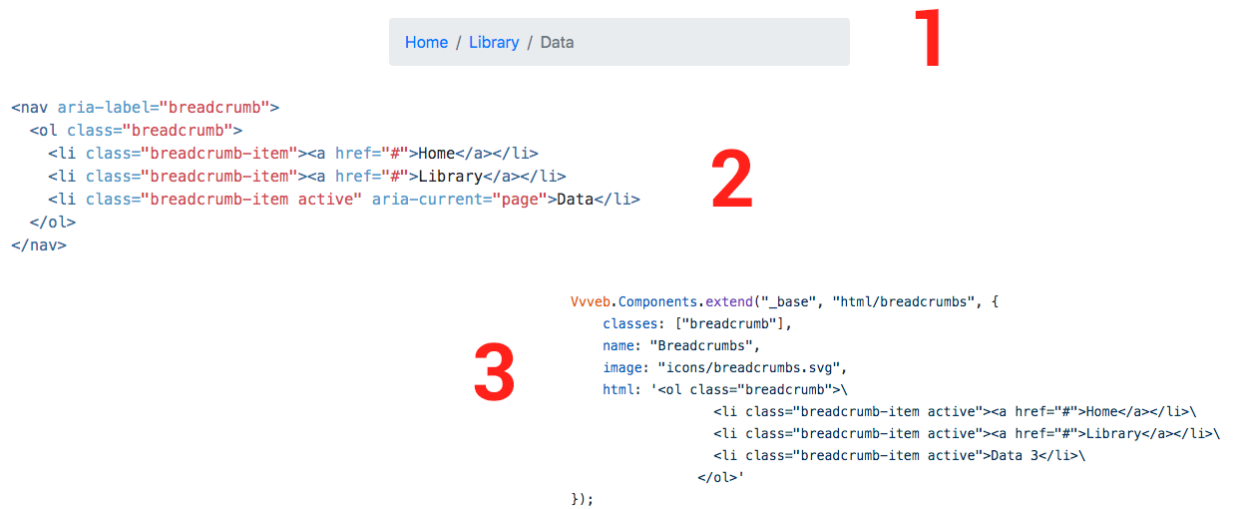 Home / Library / Data
1
<nav aria-label="breadcrumb">
<ol class="breadcrumb">
<li class="breadcrumb-item"><a href="#">Home</a></li>
<li class="breadcrumb-item"><a href="#">Library</a></li>
<li class="breadcrumb-item active" aria-current="page">Data</li>
</ol>
</nav>
2
Vvveb.Components.extend("_base", "html/breadcrumbs", {
classes: ["breadcrumb"],
name: "Breadcrumbs",
image: "icons/breadcrumbs.svg",
html: '<ol class="breadcrumb">\
<li class="breadcrumb-item active"><a href="#">Home</a></li>\
<li class="breadcrumb-item active"><a href="#">Library</a></li>\
<li class="breadcrumb-item active">Data 3</li>\
</ol>'
});
3